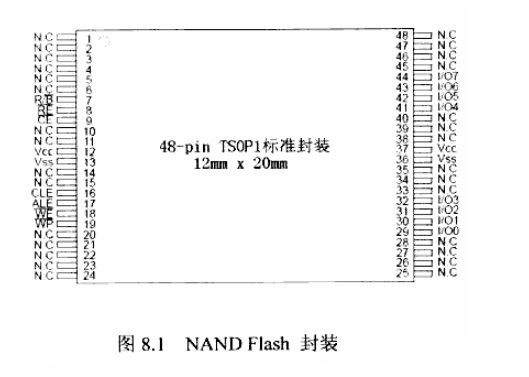 N.C 1
N.C 2
N.C 3
N.C 4
N.C 5
N.C 6
R/B̅ 7
R̅E̅ 8
C̅E̅ 9
N.C 10
N.C 11
Vcc 12
Vss 13
N.C 14
N.C 15
CLE 16
ALE 17
W̅E̅ 18
W̅P̅ 19
N.C 20
N.C 21
N.C 22
N.C 23
N.C 24
48-pin TSOP1标准封装
12mm x 20mm
48 N.C
47 N.C
46 N.C
45 N.C
44 I/O7
43 I/O6
42 I/O5
41 I/O4
40 N.C
39 N.C
38 N.C
37 Vcc
36 Vss
35 N.C
34 N.C
33 N.C
32 I/O3
31 I/O2
30 I/O1
29 I/O0
28 N.C
27 N.C
26 N.C
25 N.C
图 8.1 NAND Flash 封装